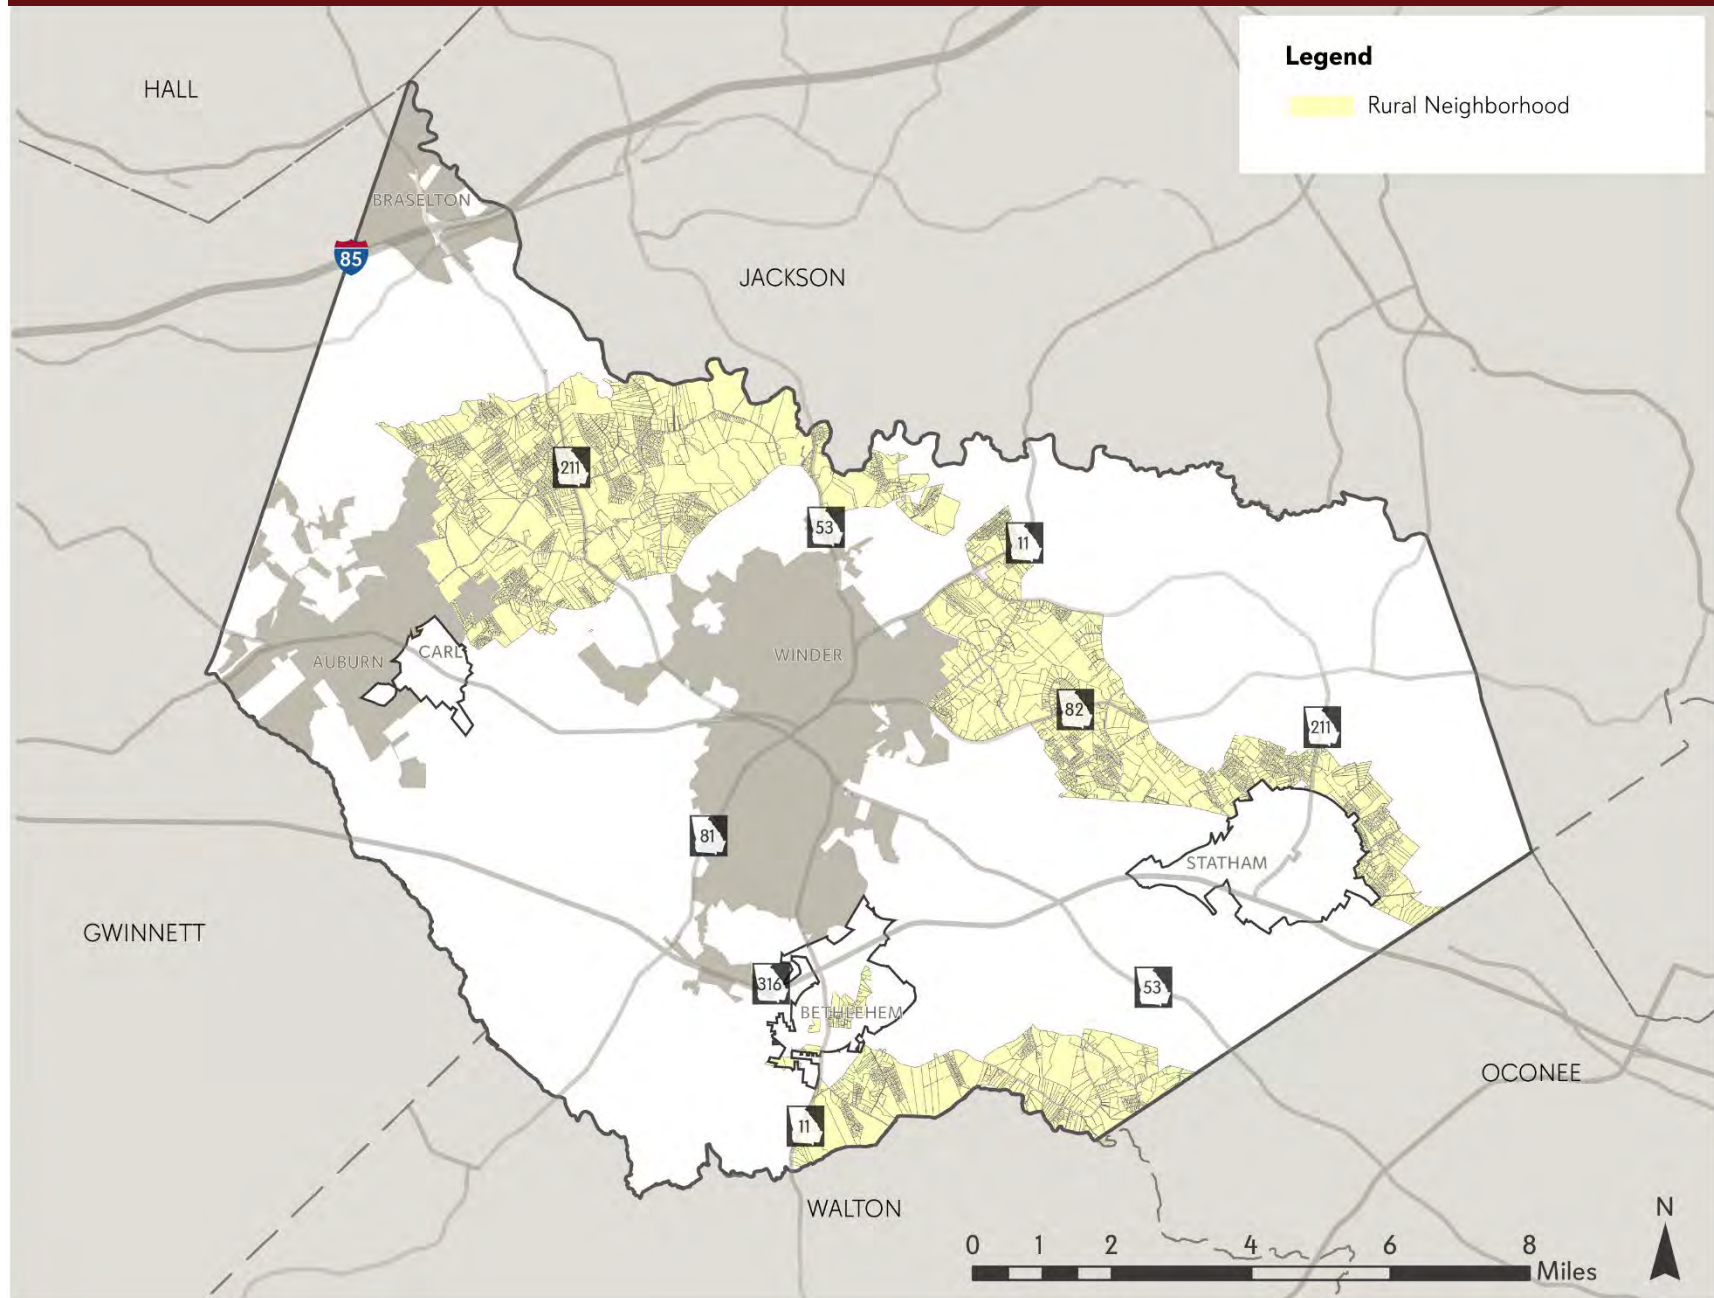 Legend
Rural Neighborhood
HALL
BRASELTON
85
JACKSON
211
53
11
AUBURN
CARL
WINDER
82
211
81
STATHAM
GWINNETT
316
53
BETHLEHEM
OCONEE
11
WALTON
N
0 1 2 4 6 8
Miles